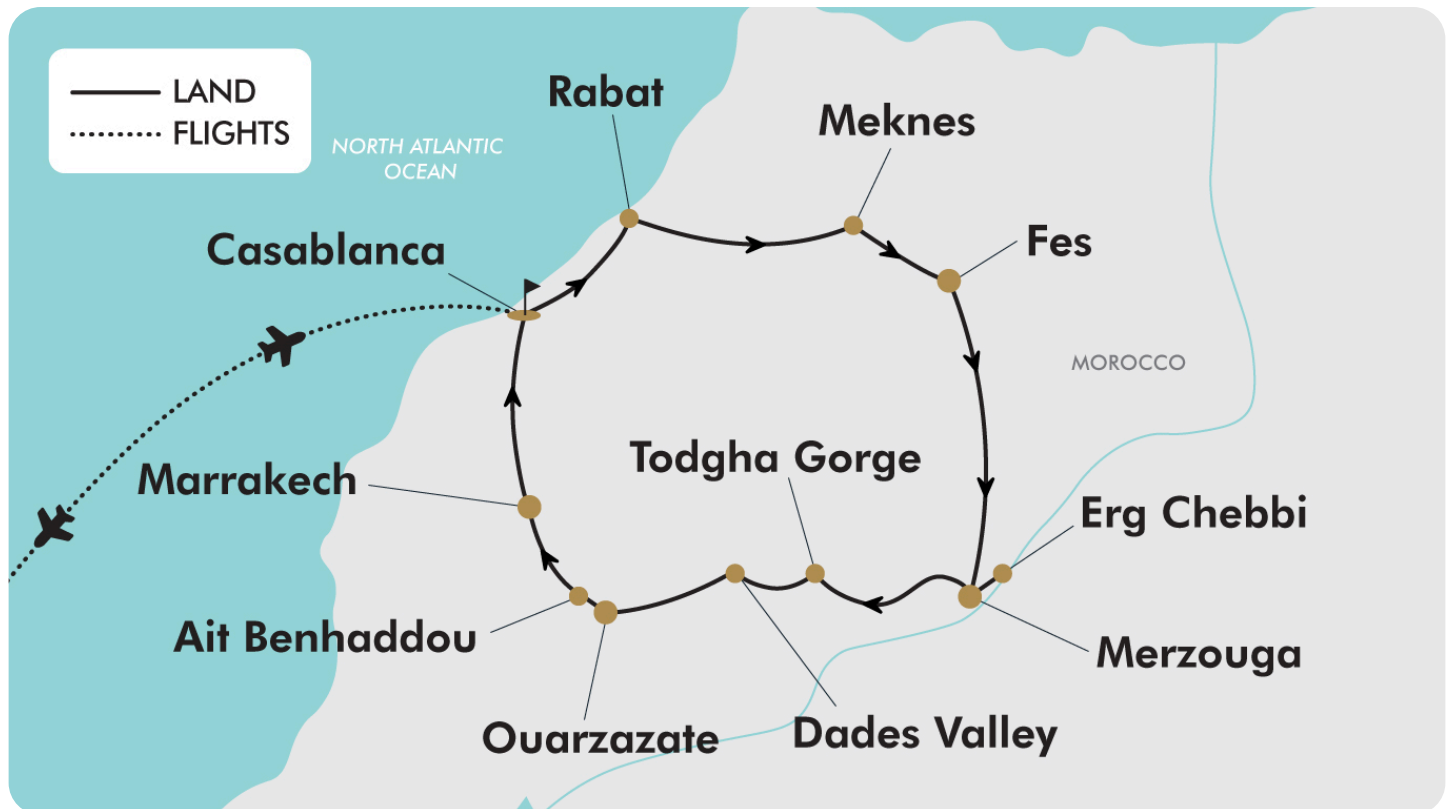 LAND
FLIGHTS
Rabat
Meknes
NORTH ATLANTIC
OCEAN
Casablanca
Fes
MOROCCO
Todgha Gorge
Marrakech
Erg Chebbi
Ait Benhaddou
Merzouga
Ouarzazate
Dades Valley